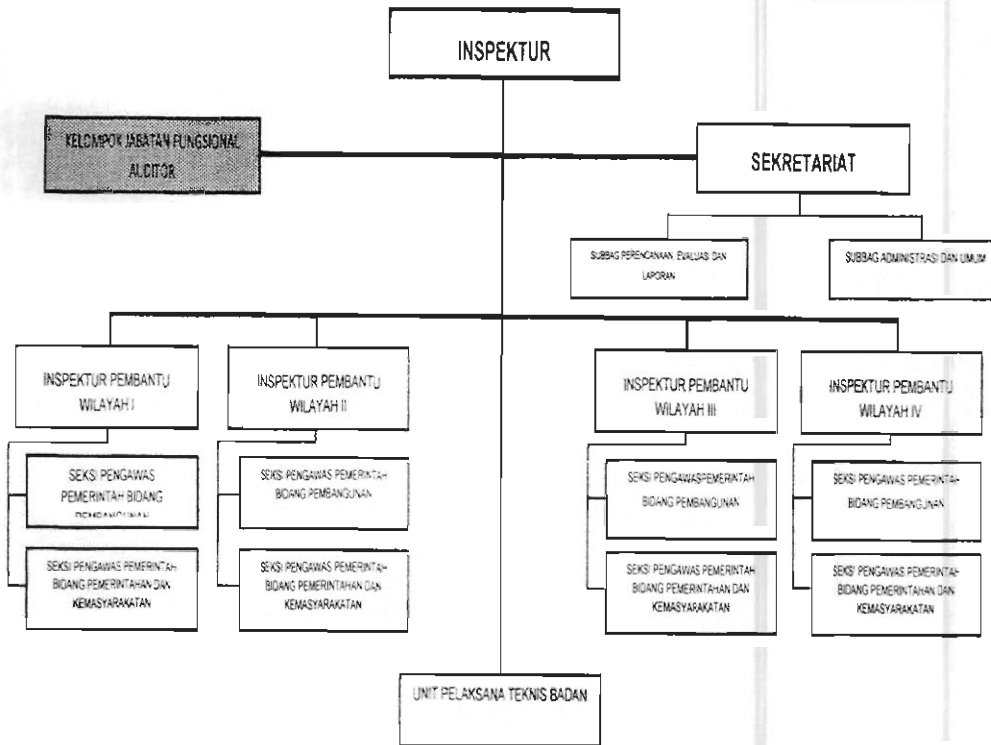 INSPEKTUR
KELOMPOK JABATAN FUNGSIONAL
AUDITOR
SEKRETARIAT
SUBBAG PERENCANAAN, EVALUASI DAN
LAPORAN
SUBBAG ADMINISTRASI DAN UMUM
INSPEKTUR PEMBANTU
WILAYAH I
INSPEKTUR PEMBANTU
WILAYAH II
INSPEKTUR PEMBANTU
WILAYAH III
INSPEKTUR PEMBANTU
WILAYAH IV
SEKSI PENGAWAS
PEMERINTAH BIDANG
PEMBANGUNAN
SEKSI PENGAWAS PEMERINTAH
BIDANG PEMBANGUNAN
SEKSI PENGAWASPEMERINTAH
BIDANG PEMBANGUNAN
SEKSI PENGAWAS PEMERINTAH
BIDANG PEMBANGUNAN
SEKSI PENGAWAS PEMERINTAH
BIDANG PEMERINTAHAN DAN
KEMASYARAKATAN
SEKSI PENGAWAS PEMERINTAH
BIDANG PEMERINTAHAN DAN
KEMASYARAKATAN
SEKSI PENGAWAS PEMERINTAH
BIDANG PEMERINTAHAN DAN
KEMASYARAKATAN
SEKSI PENGAWAS PEMERINTAH
BIDANG PEMERINTAHAN DAN
KEMASYARAKATAN
UNIT PELAKSANA TEKNIS BADAN